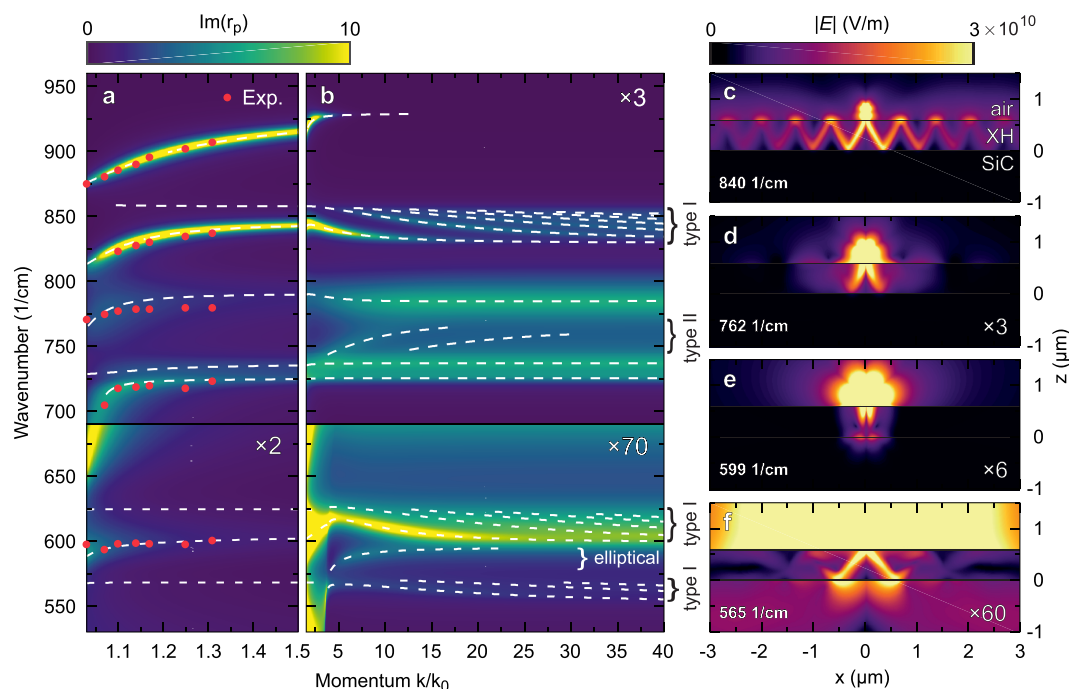 Im(rp)
0 10
a
Exp.
b
×3
×2
×70
type I
type II
type I
elliptical
type I
950
900
850
800
750
700
650
600
550
Wavenumber (1/cm)
1.1 1.2 1.3 1.4 1.5
5 10 15 20 25 30 35 40
Momentum k/k0
|E| (V/m)
0 3×10^10
c
air
XH
SiC
840 1/cm
d
762 1/cm
×3
e
599 1/cm
×6
f
565 1/cm
×60
1
0
-1
1
0
-1
1
0
-1
1
0
-1
z (μm)
-3 -2 -1 0 1 2 3
x (μm)